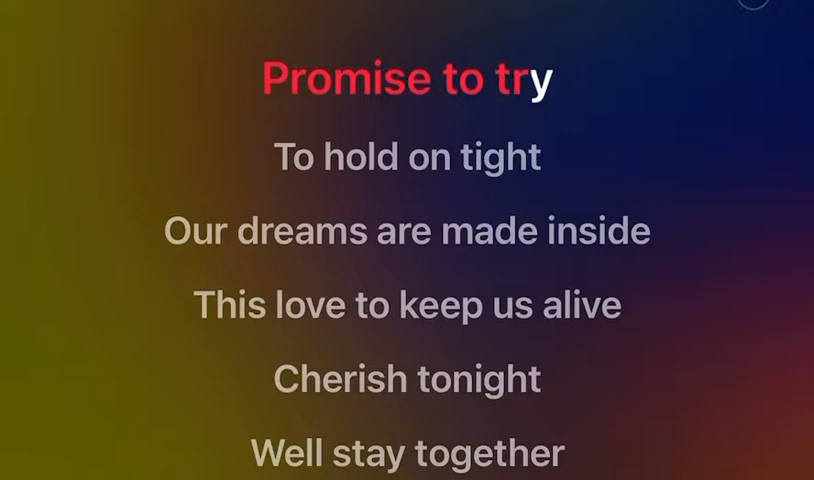 Promise to try
To hold on tight
Our dreams are made inside
This love to keep us alive
Cherish tonight
Well stay together